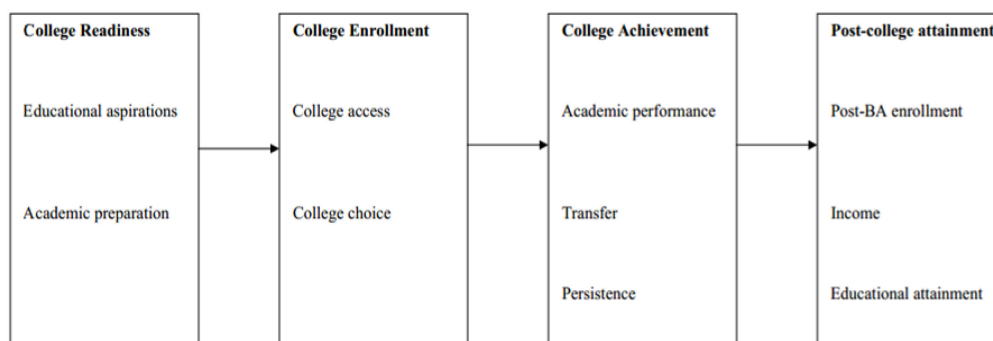 College Readiness
Educational aspirations
Academic preparation
College Enrollment
College access
College choice
College Achievement
Academic performance
Transfer
Persistence
Post-college attainment
Post-BA enrollment
Income
Educational attainment